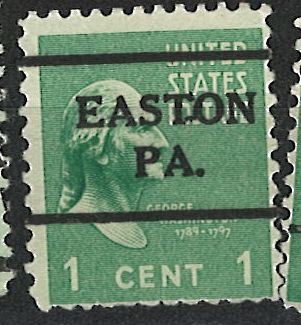 UNITED
STATES
EASTON
PA.
GEORGE
WASHINGTON
1789-1797
1 CENT 1